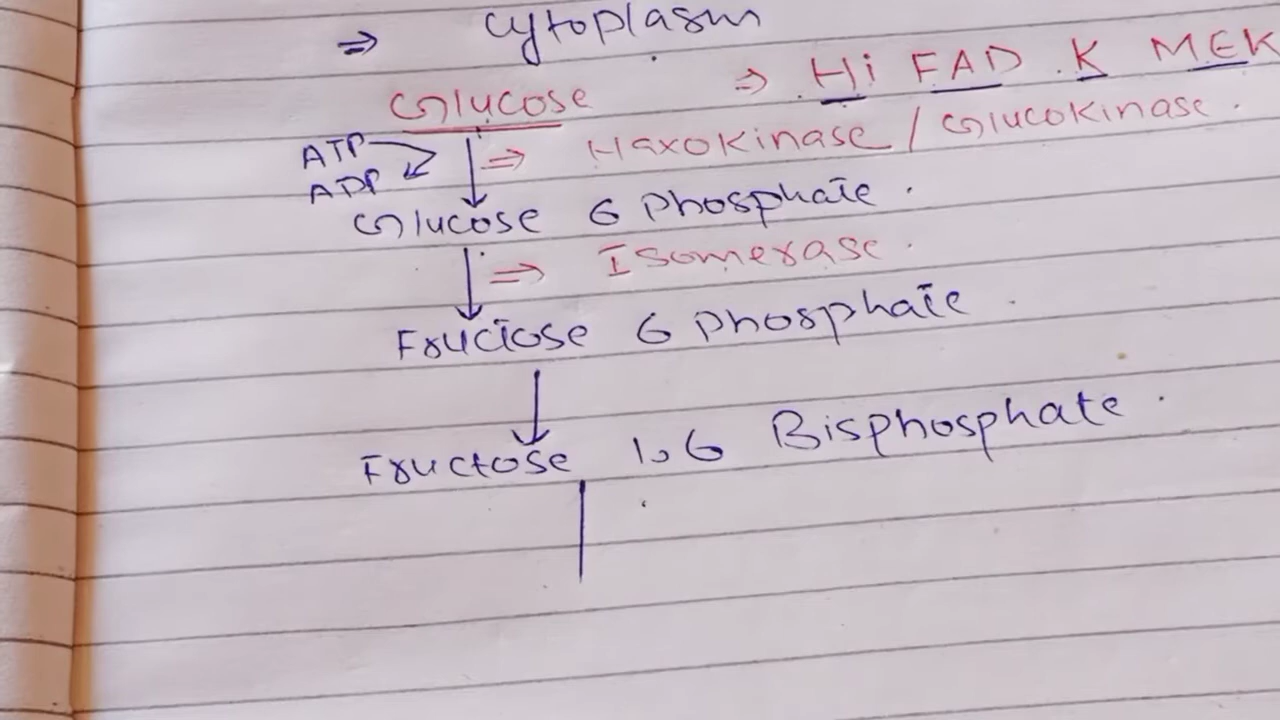 ⇒ Cytoplasm
Glucose ⇒ Hi FAD K MEK
ATP ⇒ Haxokinase / Glucokinase.
ADP
Glucose 6 Phosphate.
⇒ Isomerase.
Fructose 6 Phosphate
Fructose 1,6 Bisphosphate.